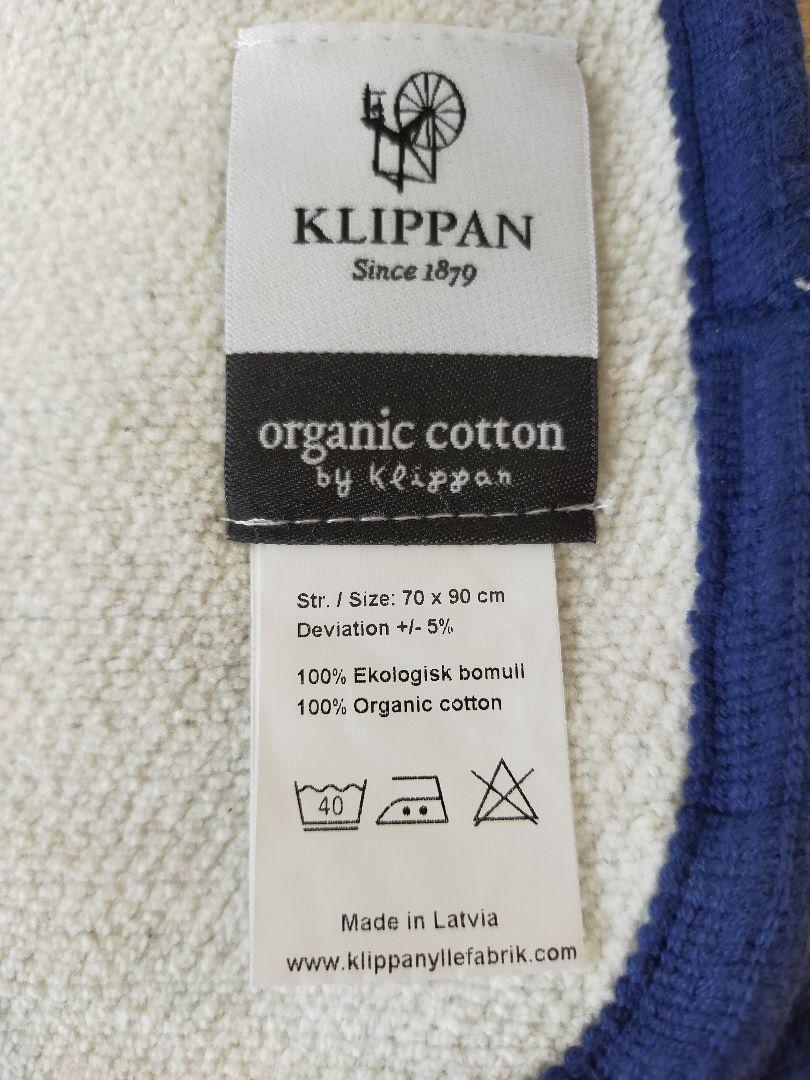 KLIPPAN
Since 1879
organic cotton
by Klippan
Str. / Size: 70 x 90 cm
Deviation +/- 5%
100% Ekologisk bomull
100% Organic cotton
40
Made in Latvia
www.klippanyllefabrik.com